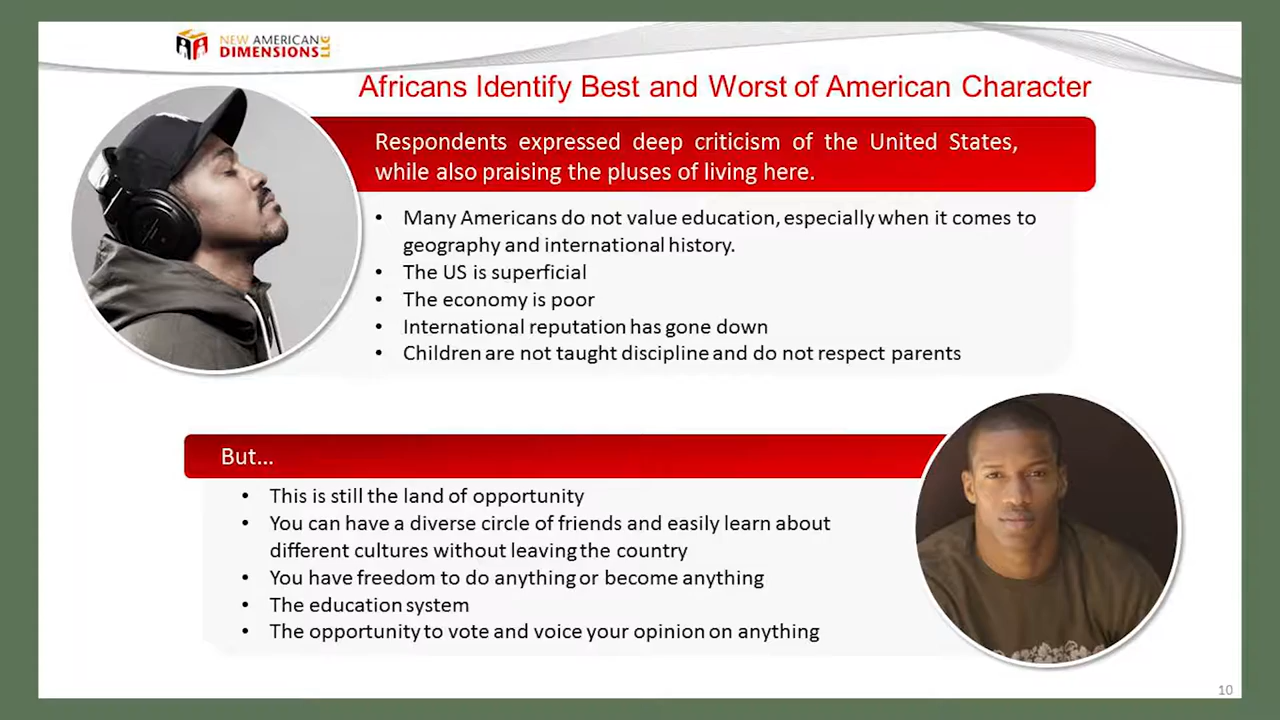 NEW AMERICAN
DIMENSIONS LLC
Africans Identify Best and Worst of American Character
Respondents expressed deep criticism of the United States,
while also praising the pluses of living here.
• Many Americans do not value education, especially when it comes to
geography and international history.
• The US is superficial
• The economy is poor
• International reputation has gone down
• Children are not taught discipline and do not respect parents
But...
• This is still the land of opportunity
• You can have a diverse circle of friends and easily learn about
different cultures without leaving the country
• You have freedom to do anything or become anything
• The education system
• The opportunity to vote and voice your opinion on anything
10